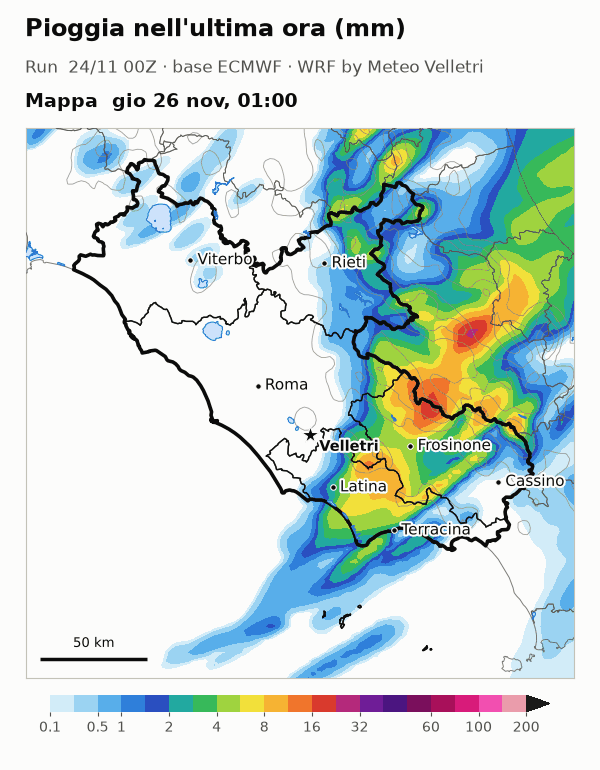 Pioggia nell'ultima ora (mm)
Run  24/11 00Z · base ECMWF · WRF by Meteo Velletri
Mappa  gio 26 nov, 01:00
Viterbo
Rieti
Roma
Velletri
Frosinone
Latina
Cassino
Terracina
50 km
0.1 0.5 1 2 4 8 16 32 60 100 200